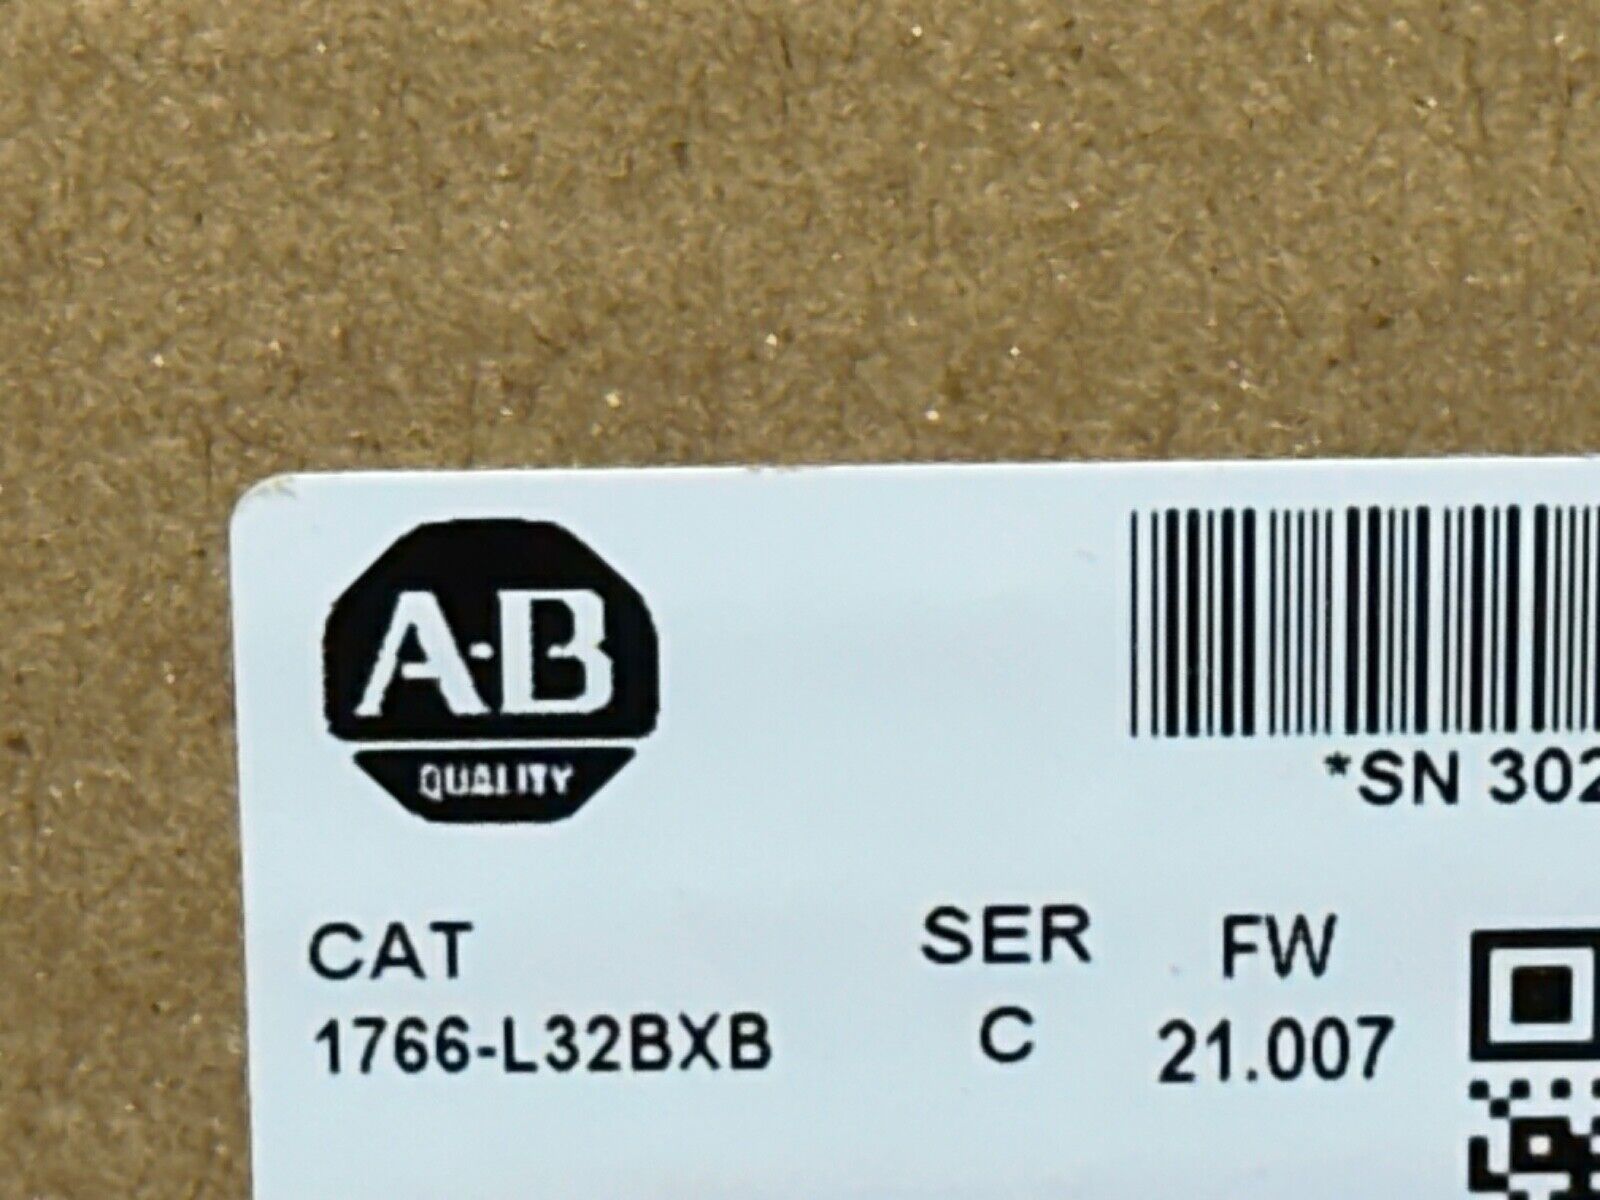 A-B
QUALITY
*SN 302
CAT
SER
FW
1766-L32BXB
C
21.007